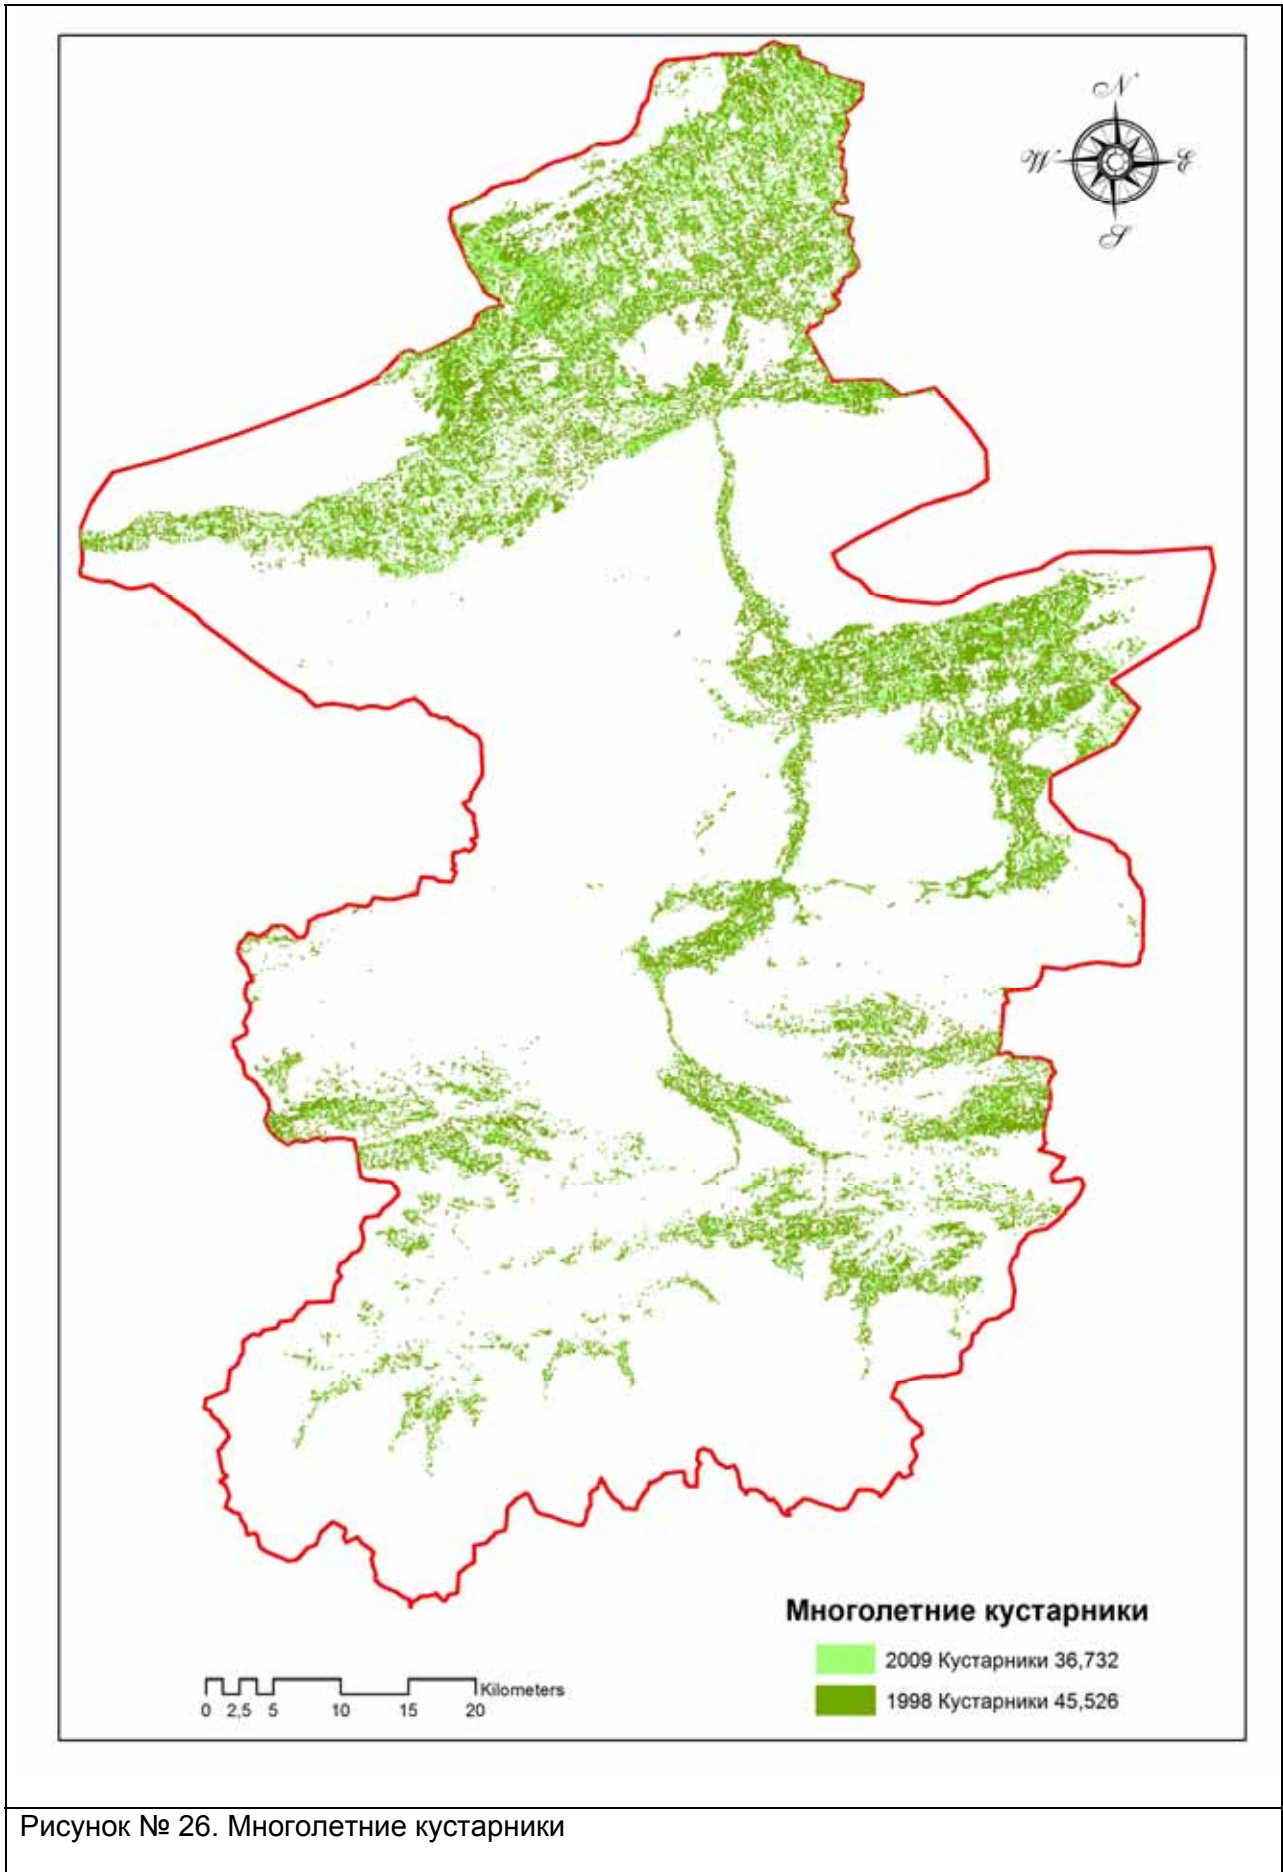 N
W E
S
Многолетние кустарники
2009 Кустарники 36,732
1998 Кустарники 45,526
Kilometers
0 2,5 5 10 15 20
Рисунок № 26. Многолетние кустарники